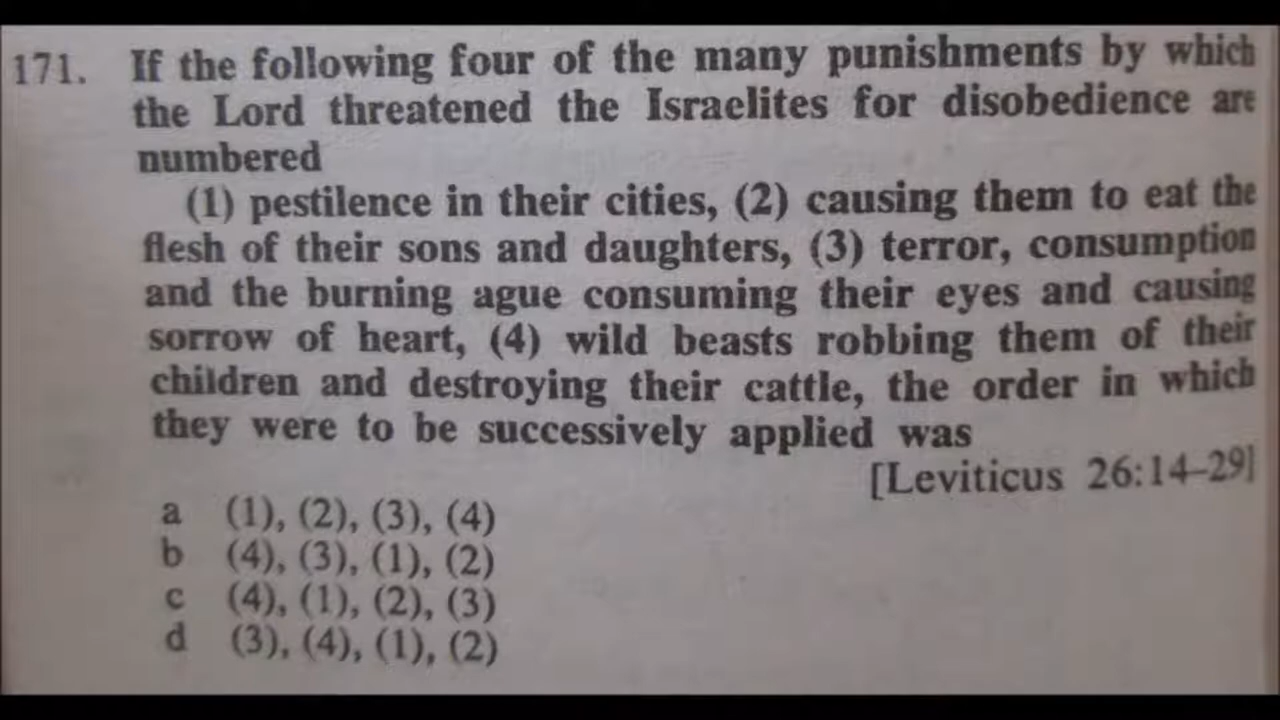 171. If the following four of the many punishments by which
the Lord threatened the Israelites for disobedience are
numbered
(1) pestilence in their cities, (2) causing them to eat the
flesh of their sons and daughters, (3) terror, consumption
and the burning ague consuming their eyes and causing
sorrow of heart, (4) wild beasts robbing them of their
children and destroying their cattle, the order in which
they were to be successively applied was
[Leviticus 26:14–29]
a (1), (2), (3), (4)
b (4), (3), (1), (2)
c (4), (1), (2), (3)
d (3), (4), (1), (2)